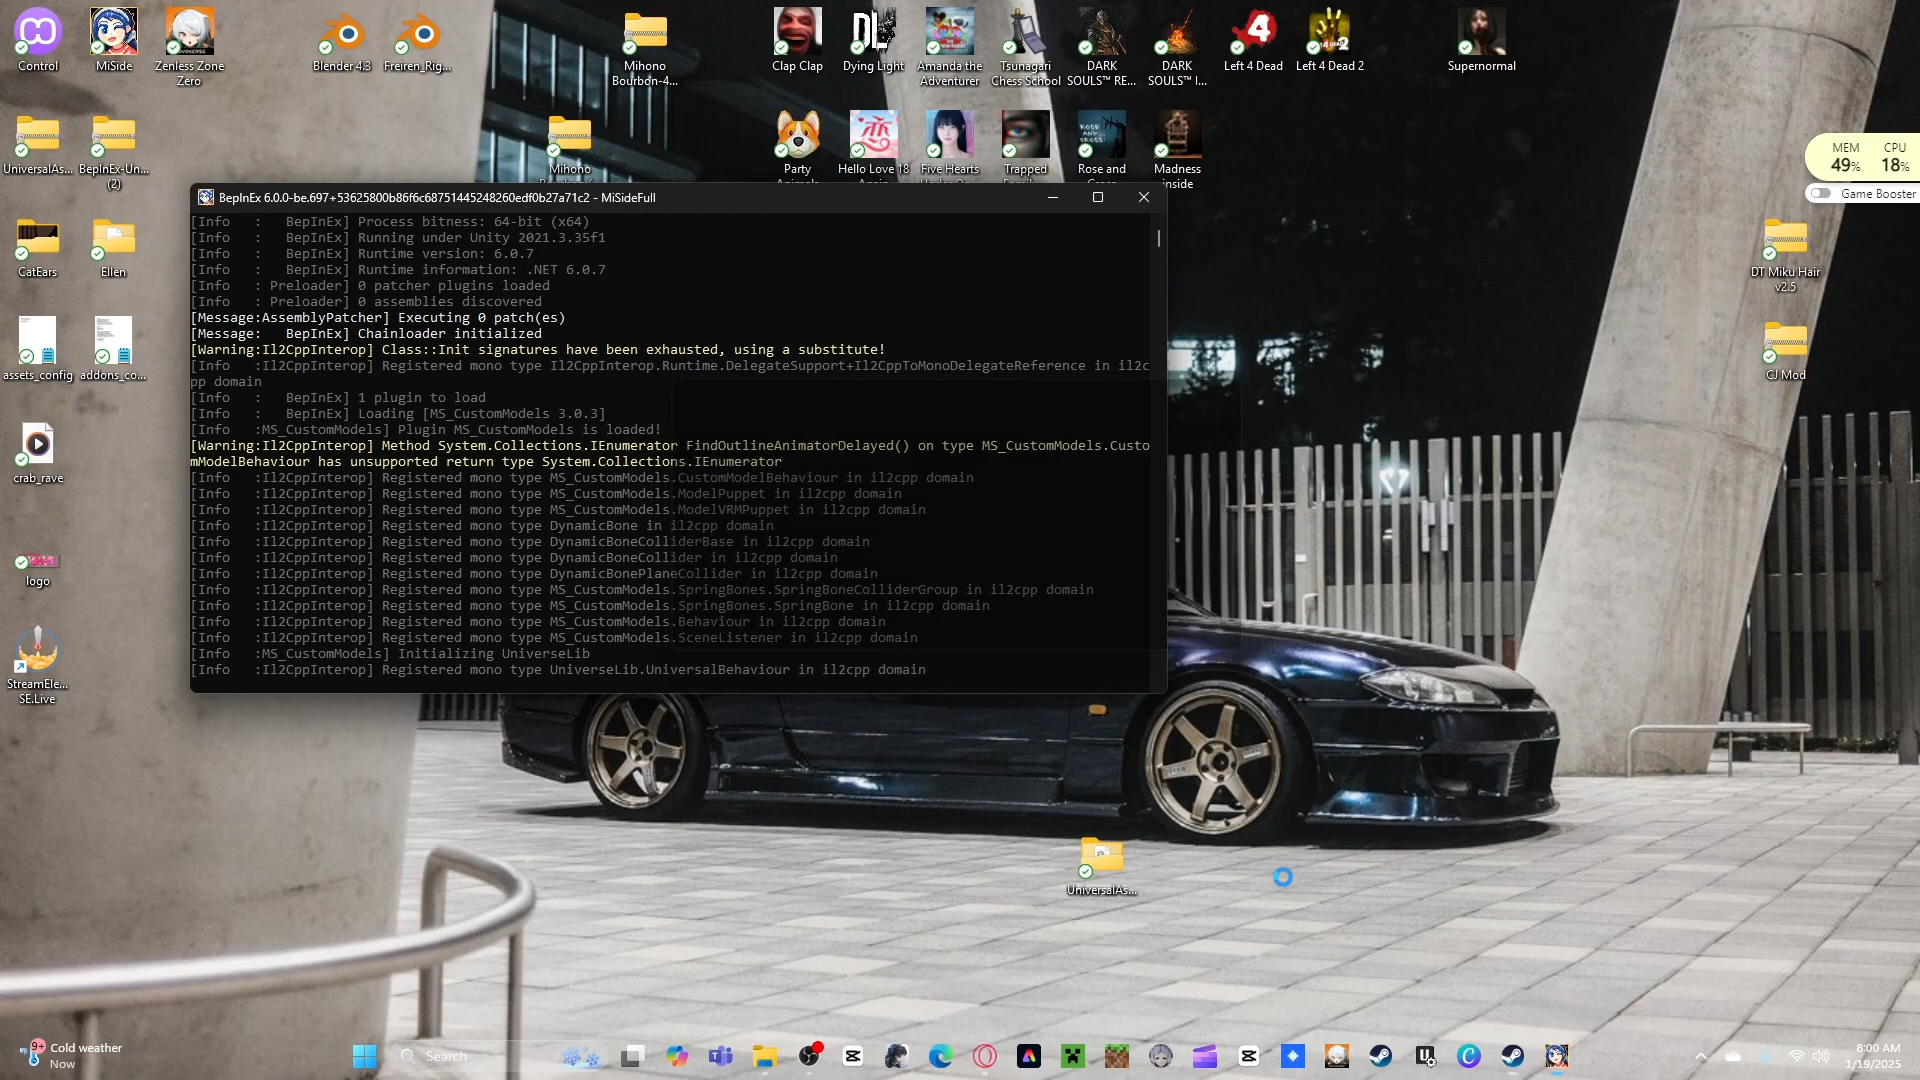 Control
MiSide
Zenless Zone
Zero
Blender 4.3
Freiren_Rig...
Mihono
Bourbon-4...
Clap Clap
Dying Light
Amanda the
Adventurer
Tsunagari
Chess School
DARK
SOULS™ RE...
DARK
SOULS™ I...
Left 4 Dead
Left 4 Dead 2
Supernormal
UniversalAs...
BepInEx-Un...
(2)
Mihono
Party
Hello Love 18
Five Hearts
Trapped
Rose and
Madness
inside
MEM
49%
CPU
18%
Game Booster
BepInEx 6.0.0-be.697+53625800b86f6c68751445248260edf0b27a71c2 - MiSideFull
[Info   :   BepInEx] Process bitness: 64-bit (x64)
[Info   :   BepInEx] Running under Unity 2021.3.35f1
[Info   :   BepInEx] Runtime version: 6.0.7
[Info   :   BepInEx] Runtime information: .NET 6.0.7
[Info   : Preloader] 0 patcher plugins loaded
[Info   : Preloader] 0 assemblies discovered
[Message:AssemblyPatcher] Executing 0 patch(es)
[Message:   BepInEx] Chainloader initialized
[Warning:Il2CppInterop] Class::Init signatures have been exhausted, using a substitute!
[Info   :Il2CppInterop] Registered mono type Il2CppInterop.Runtime.DelegateSupport+Il2CppToMonoDelegateReference in il2c
pp domain
[Info   :   BepInEx] 1 plugin to load
[Info   :   BepInEx] Loading [MS_CustomModels 3.0.3]
[Info   :MS_CustomModels] Plugin MS_CustomModels is loaded!
[Warning:Il2CppInterop] Method System.Collections.IEnumerator FindOutlineAnimatorDelayed() on type MS_CustomModels.Custo
mModelBehaviour has unsupported return type System.Collections.IEnumerator
[Info   :Il2CppInterop] Registered mono type MS_CustomModels.CustomModelBehaviour in il2cpp domain
[Info   :Il2CppInterop] Registered mono type MS_CustomModels.ModelPuppet in il2cpp domain
[Info   :Il2CppInterop] Registered mono type MS_CustomModels.ModelVRMPuppet in il2cpp domain
[Info   :Il2CppInterop] Registered mono type DynamicBone in il2cpp domain
[Info   :Il2CppInterop] Registered mono type DynamicBoneColliderBase in il2cpp domain
[Info   :Il2CppInterop] Registered mono type DynamicBoneCollider in il2cpp domain
[Info   :Il2CppInterop] Registered mono type DynamicBonePlaneCollider in il2cpp domain
[Info   :Il2CppInterop] Registered mono type MS_CustomModels.SpringBones.SpringBoneColliderGroup in il2cpp domain
[Info   :Il2CppInterop] Registered mono type MS_CustomModels.SpringBones.SpringBone in il2cpp domain
[Info   :Il2CppInterop] Registered mono type MS_CustomModels.Behaviour in il2cpp domain
[Info   :Il2CppInterop] Registered mono type MS_CustomModels.SceneListener in il2cpp domain
[Info   :MS_CustomModels] Initializing UniverseLib
[Info   :Il2CppInterop] Registered mono type UniverseLib.UniversalBehaviour in il2cpp domain
CatEars
Ellen
DT Miku Hair
v2.5
assets_config
addons_co...
CJ Mod
crab_rave
logo
StreamEle...
SE.Live
UniversalAs...
Cold weather
Now
Search
8:00 AM
1/19/2025